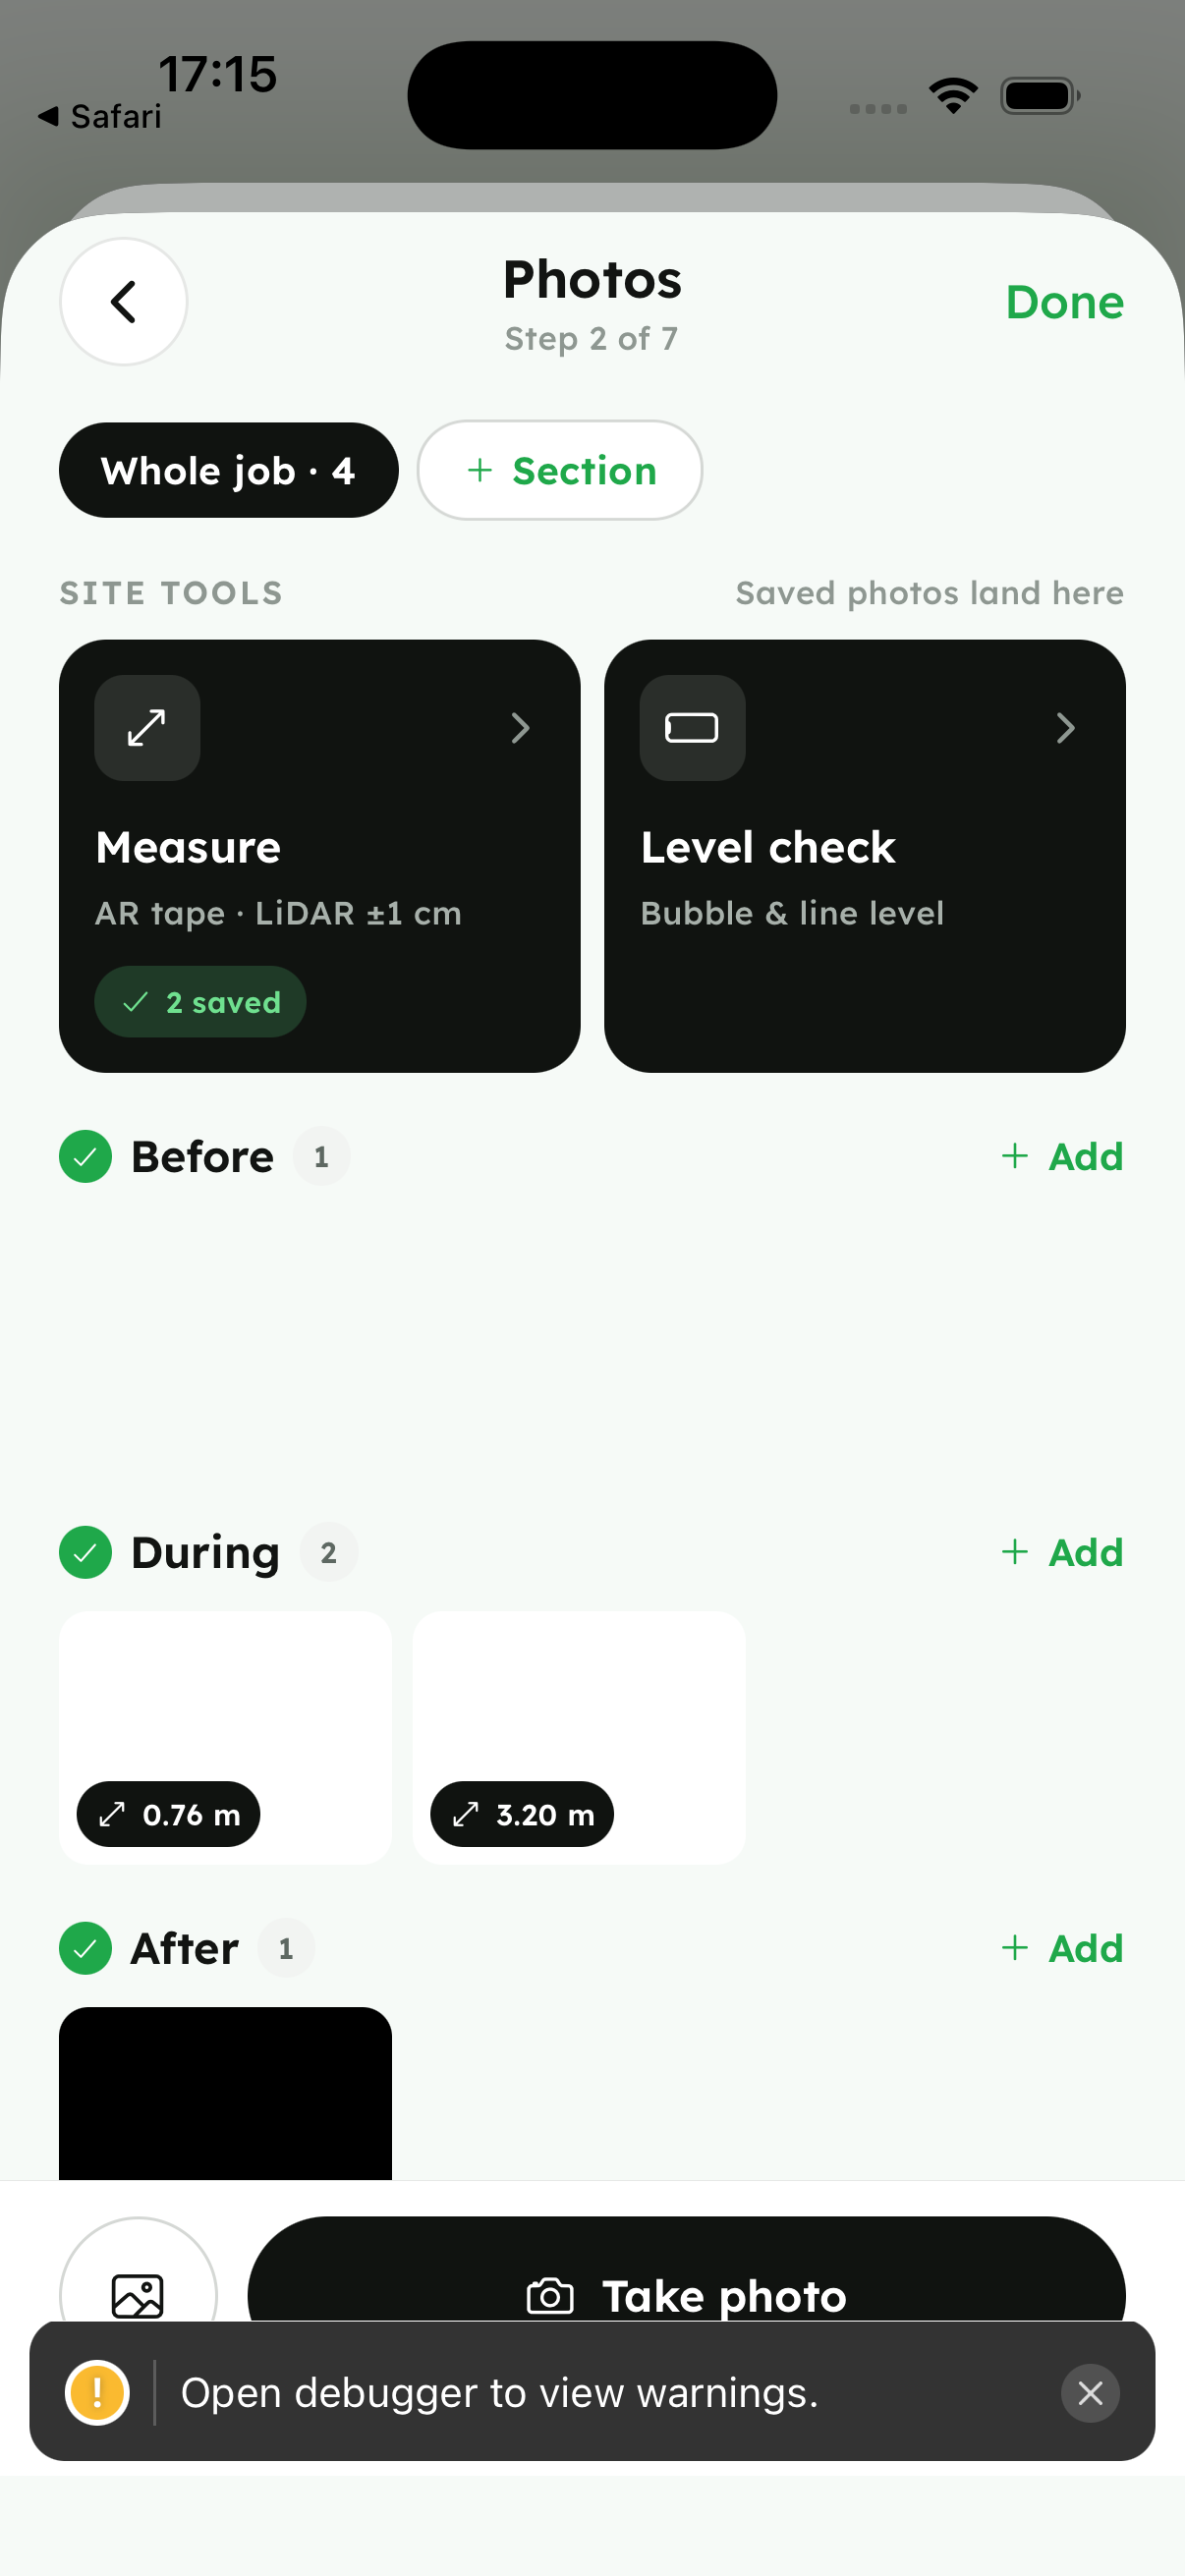 17:15
Safari
Photos
Step 2 of 7
Done
Whole job · 4
+ Section
SITE TOOLS
Saved photos land here
Measure
AR tape · LiDAR ±1 cm
2 saved
Level check
Bubble & line level
Before 1
+ Add
During 2
+ Add
0.76 m
3.20 m
After 1
+ Add
Take photo
Open debugger to view warnings.